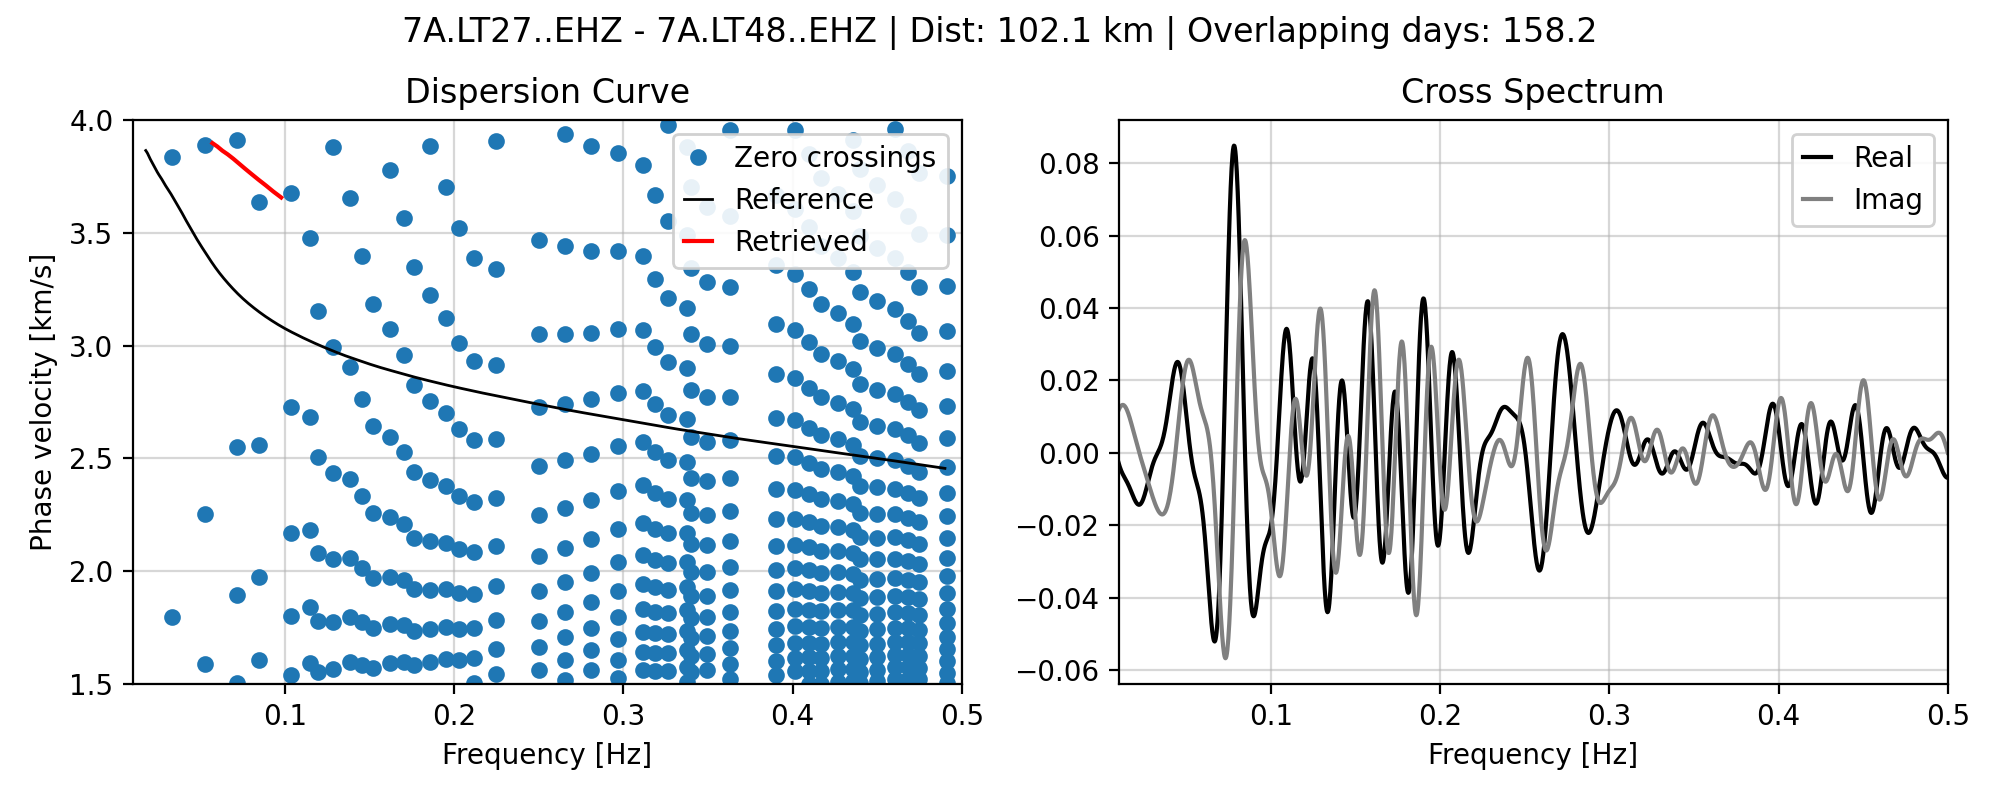 7A.LT27..EHZ - 7A.LT48..EHZ | Dist: 102.1 km | Overlapping days: 158.2
Dispersion Curve
4.0
3.5
3.0
2.5
2.0
1.5
Phase velocity [km/s]
Zero crossings
Reference
Retrieved
0.1 0.2 0.3 0.4 0.5
Frequency [Hz]
Cross Spectrum
0.08
0.06
0.04
0.02
0.00
−0.02
−0.04
−0.06
Real
Imag
0.1 0.2 0.3 0.4 0.5
Frequency [Hz]